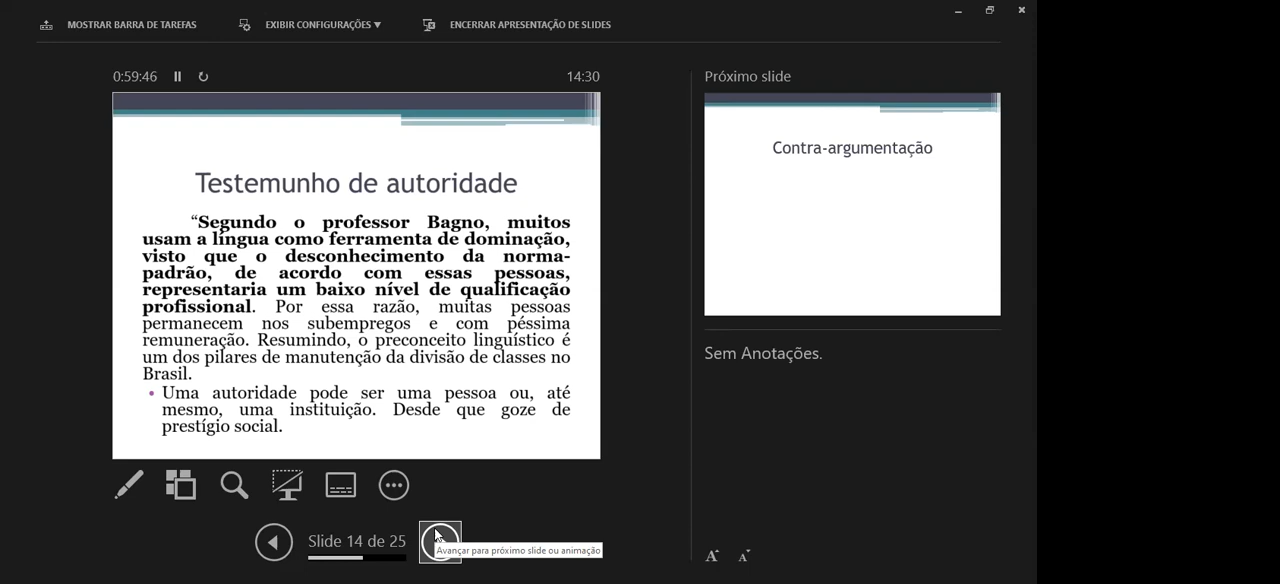 MOSTRAR BARRA DE TAREFAS EXIBIR CONFIGURAÇÕES ▼ ENCERRAR APRESENTAÇÃO DE SLIDES
0:59:46 14:30
Testemunho de autoridade
“Segundo o professor Bagno, muitos
usam a língua como ferramenta de dominação,
visto que o desconhecimento da norma-
padrão, de acordo com essas pessoas,
representaria um baixo nível de qualificação
profissional. Por essa razão, muitas pessoas
permanecem nos subempregos e com péssima
remuneração. Resumindo, o preconceito linguístico é
um dos pilares de manutenção da divisão de classes no
Brasil.
• Uma autoridade pode ser uma pessoa ou, até
mesmo, uma instituição. Desde que goze de
prestígio social.
Slide 14 de 25
Avançar para próximo slide ou animação
Próximo slide
Contra-argumentação
Sem Anotações.
A A